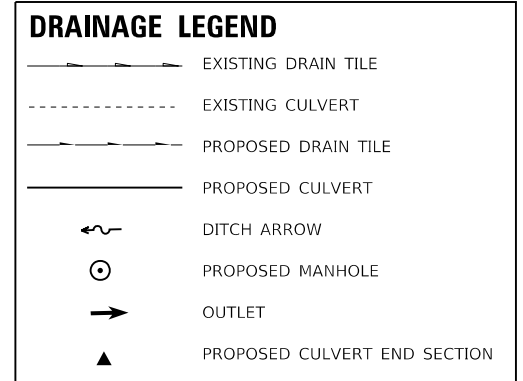 DRAINAGE LEGEND
EXISTING DRAIN TILE
EXISTING CULVERT
PROPOSED DRAIN TILE
PROPOSED CULVERT
DITCH ARROW
PROPOSED MANHOLE
OUTLET
PROPOSED CULVERT END SECTION